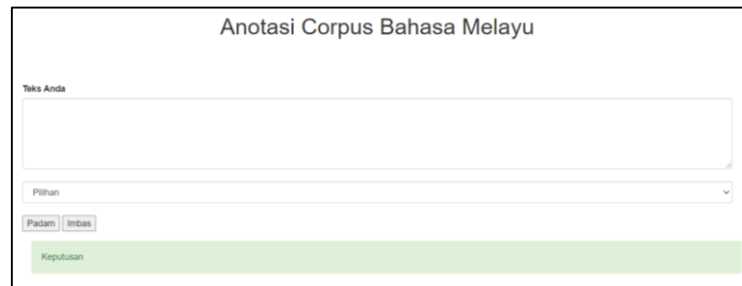 Anotasi Corpus Bahasa Melayu
Teks Anda
Pilihan
Padam Imbas
Keputusan